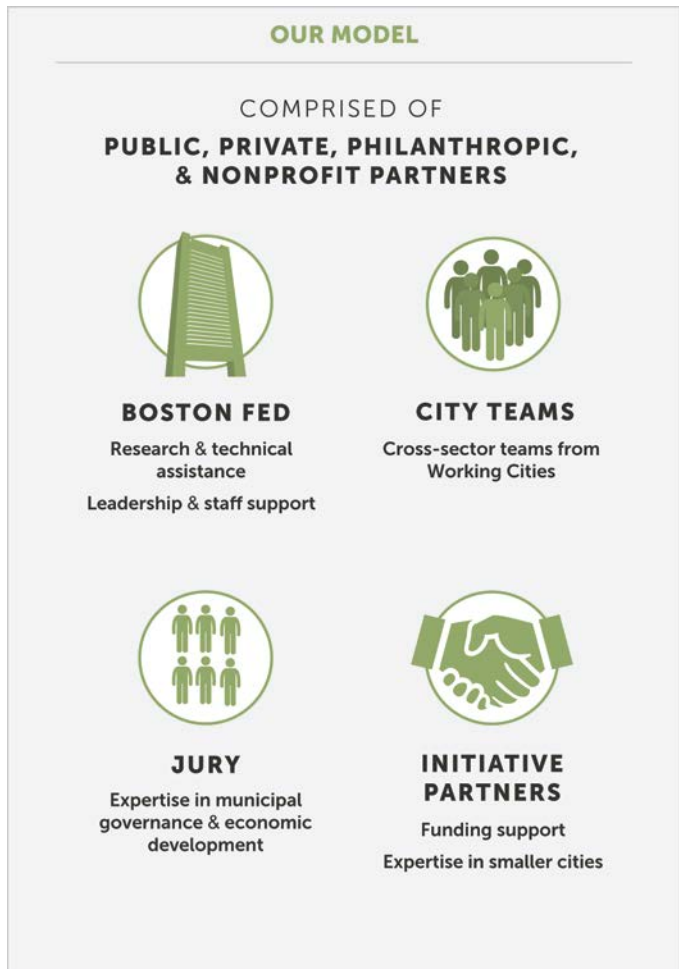 OUR MODEL
COMPRISED OF
PUBLIC, PRIVATE, PHILANTHROPIC,
& NONPROFIT PARTNERS
BOSTON FED
Research & technical
assistance
Leadership & staff support
CITY TEAMS
Cross-sector teams from
Working Cities
JURY
Expertise in municipal
governance & economic
development
INITIATIVE
PARTNERS
Funding support
Expertise in smaller cities